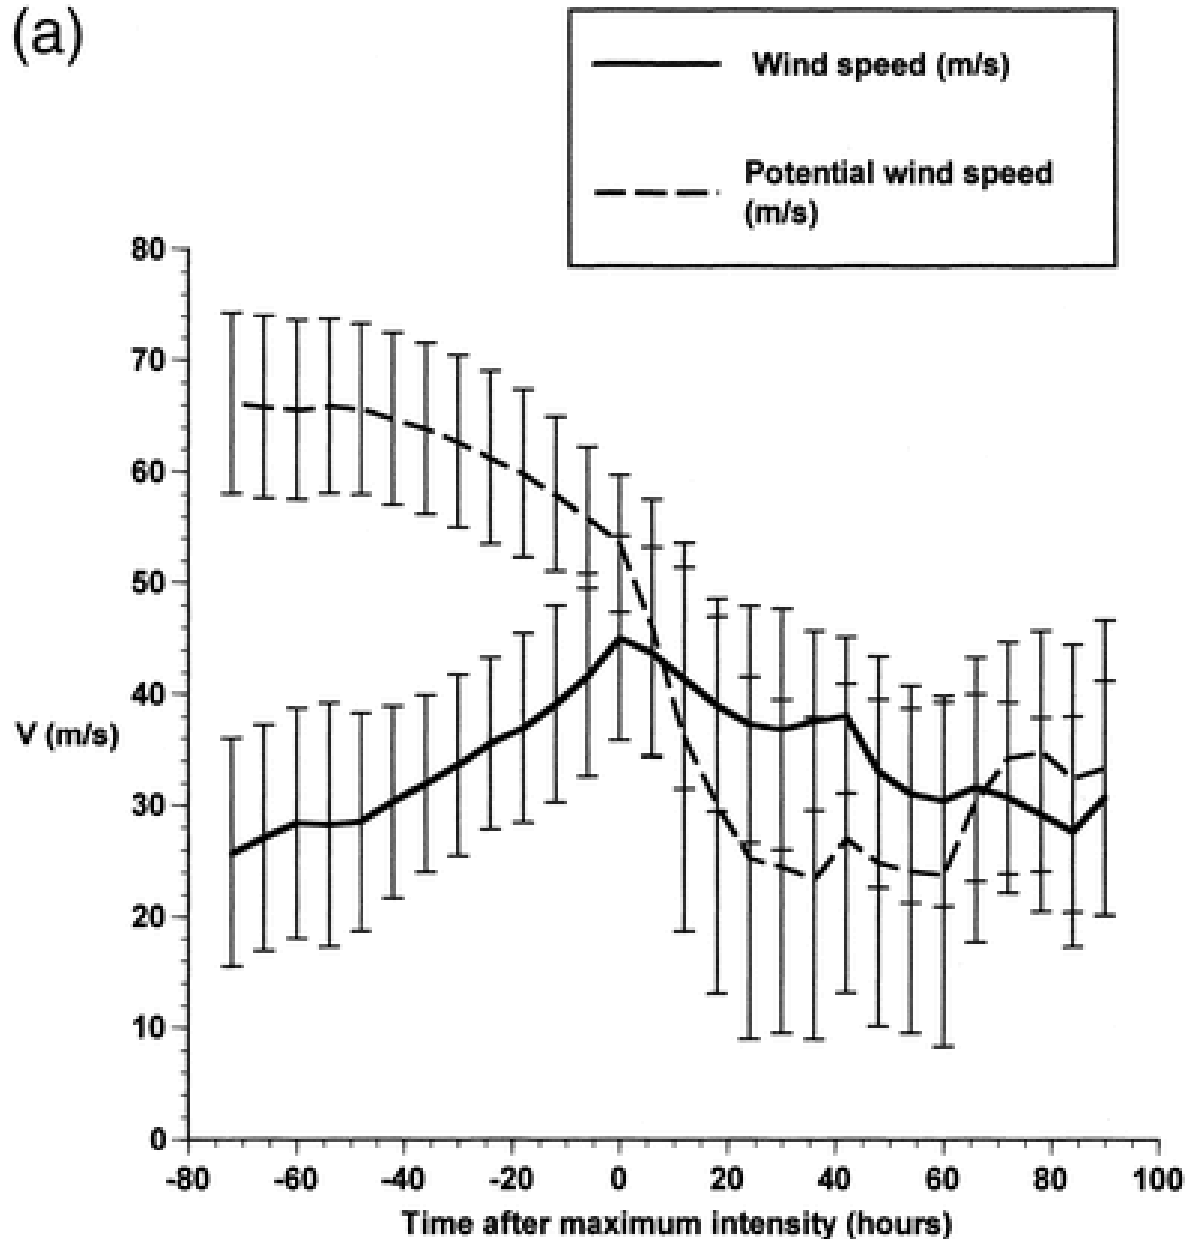 (a)
Wind speed (m/s)
Potential wind speed
(m/s)
80
70
60
50
40
30
20
10
0
V (m/s)
-80 -60 -40 -20 0 20 40 60 80 100
Time after maximum intensity (hours)